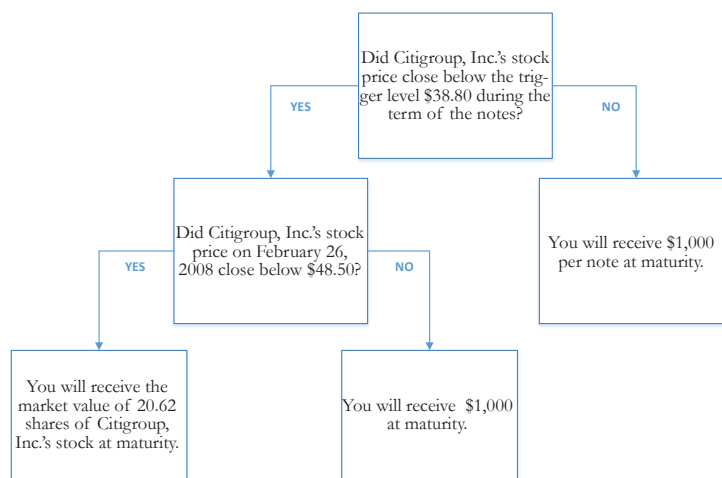 Did Citigroup, Inc.'s stock
price close below the trig-
ger level $38.80 during the
term of the notes?
YES
NO
Did Citigroup, Inc.'s stock
price on February 26,
2008 close below $48.50?
You will receive $1,000
per note at maturity.
YES
NO
You will receive the
market value of 20.62
shares of Citigroup,
Inc.'s stock at maturity.
You will receive $1,000
at maturity.